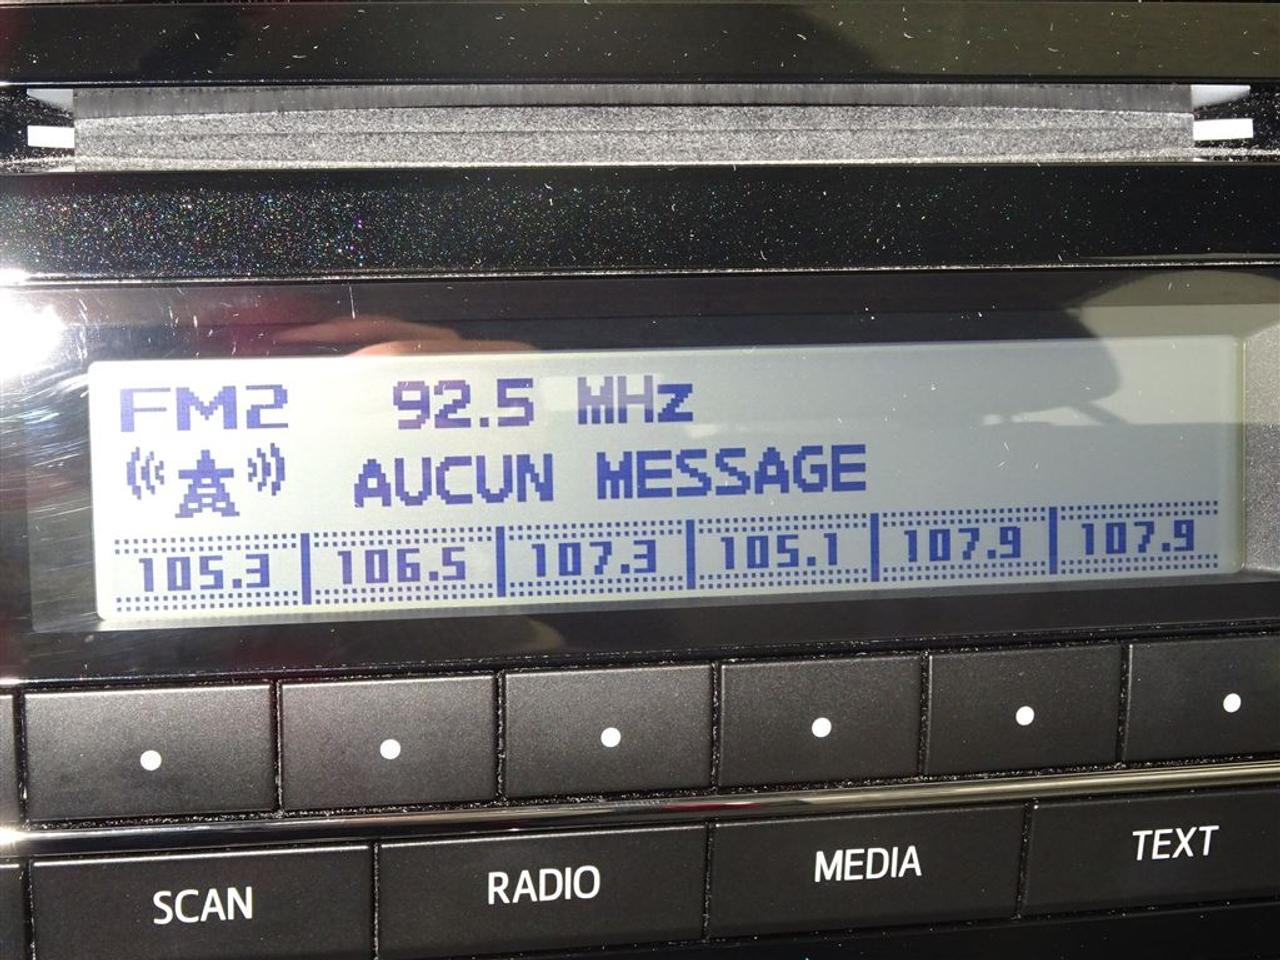 FM2 92.5 MHz
AUCUN MESSAGE
105.3 106.5 107.3 105.1 107.9 107.9
SCAN RADIO MEDIA TEXT